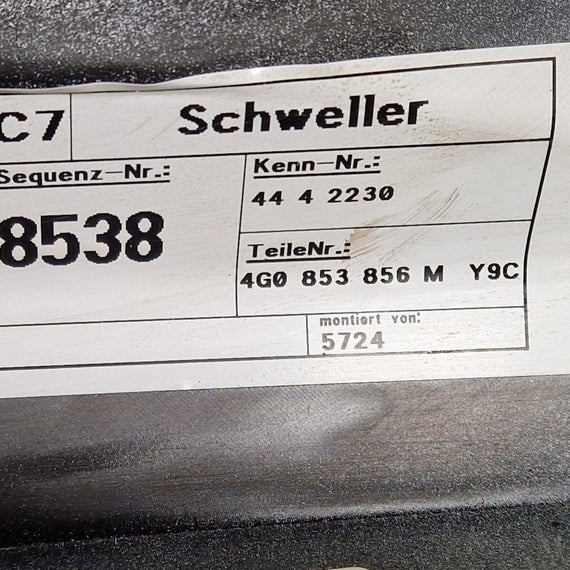 C7 Schweller
Sequenz-Nr.:
8538
Kenn-Nr.:
44 4 2230
TeileNr.:
4G0 853 856 M Y9C
montiert von:
5724